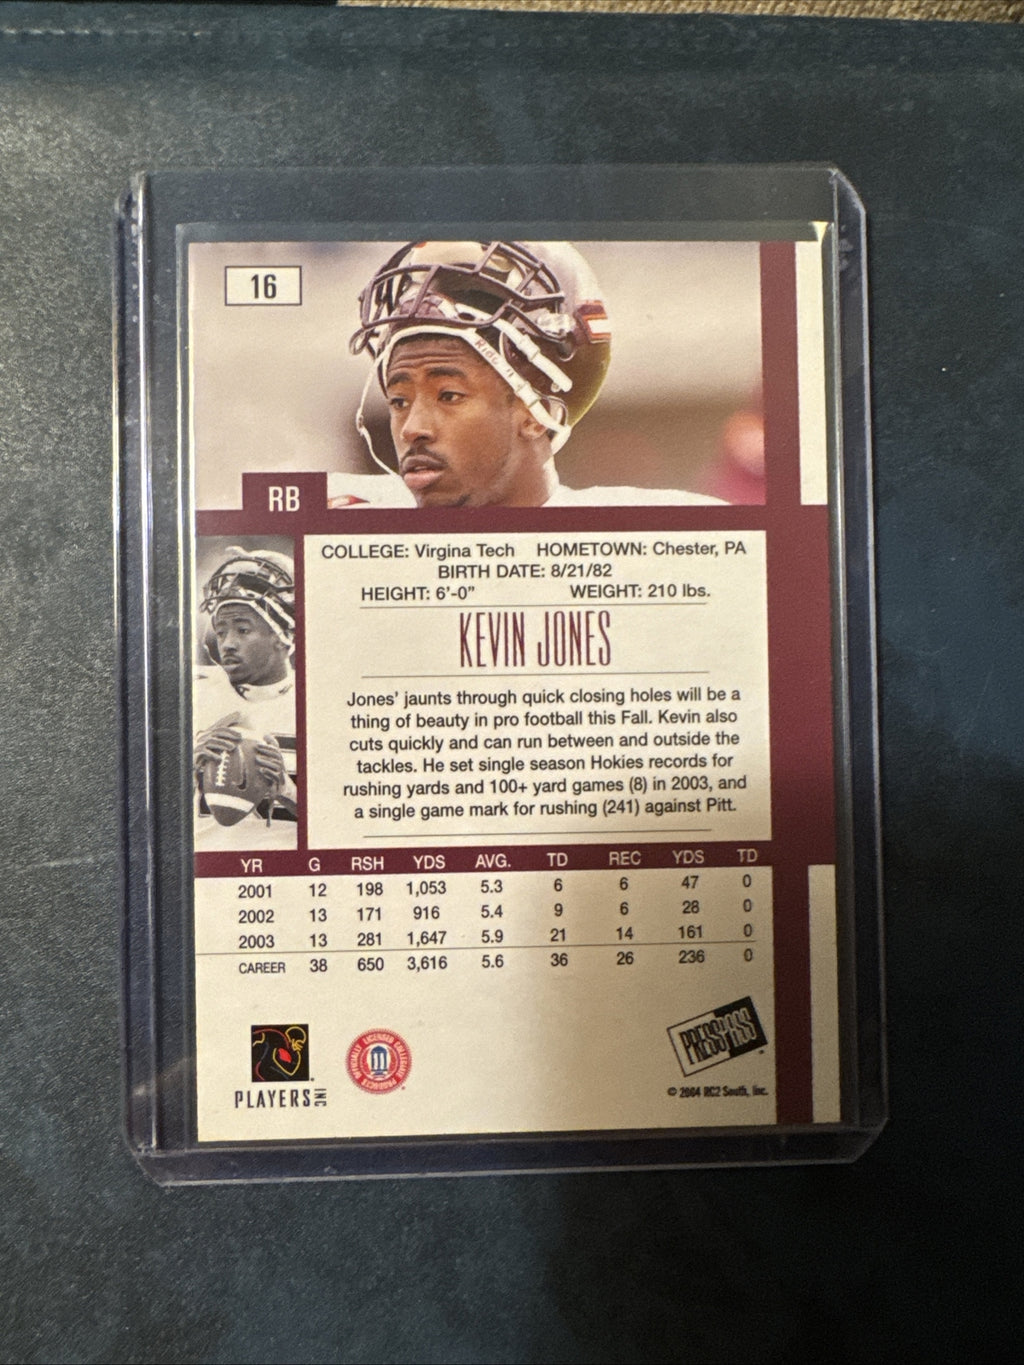 16
RB
COLLEGE: Virgina Tech HOMETOWN: Chester, PA
BIRTH DATE: 8/21/82
HEIGHT: 6'-0" WEIGHT: 210 lbs.
KEVIN JONES
Jones' jaunts through quick closing holes will be a
thing of beauty in pro football this Fall. Kevin also
cuts quickly and can run between and outside the
tackles. He set single season Hokies records for
rushing yards and 100+ yard games (8) in 2003, and
a single game mark for rushing (241) against Pitt.
YR G RSH YDS AVG. TD REC YDS TD
2001 12 198 1,053 5.3 6 6 47 0
2002 13 171 916 5.4 9 6 28 0
2003 13 281 1,647 5.9 21 14 161 0
CAREER 38 650 3,616 5.6 36 26 236 0
PLAYERS INC
OFFICIALLY LICENSED COLLEGIATE PRODUCTS
PRESS PASS
© 2004 RC2 South, Inc.